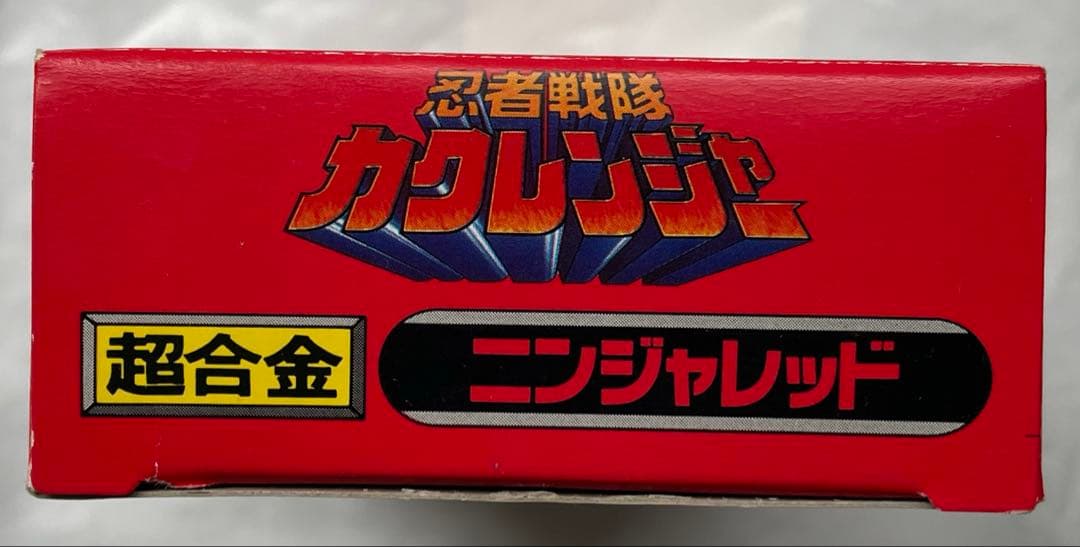 忍者戦隊
カクレンジャー
超合金
ニンジャレッド